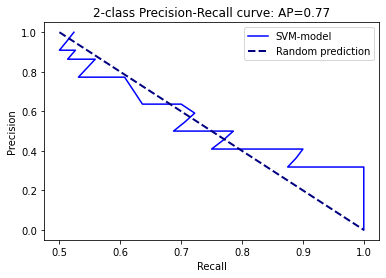 2-class Precision-Recall curve: AP=0.77
SVM-model
Random prediction
Precision
1.0
0.8
0.6
0.4
0.2
0.0
0.5
0.6
0.7
0.8
0.9
1.0
Recall